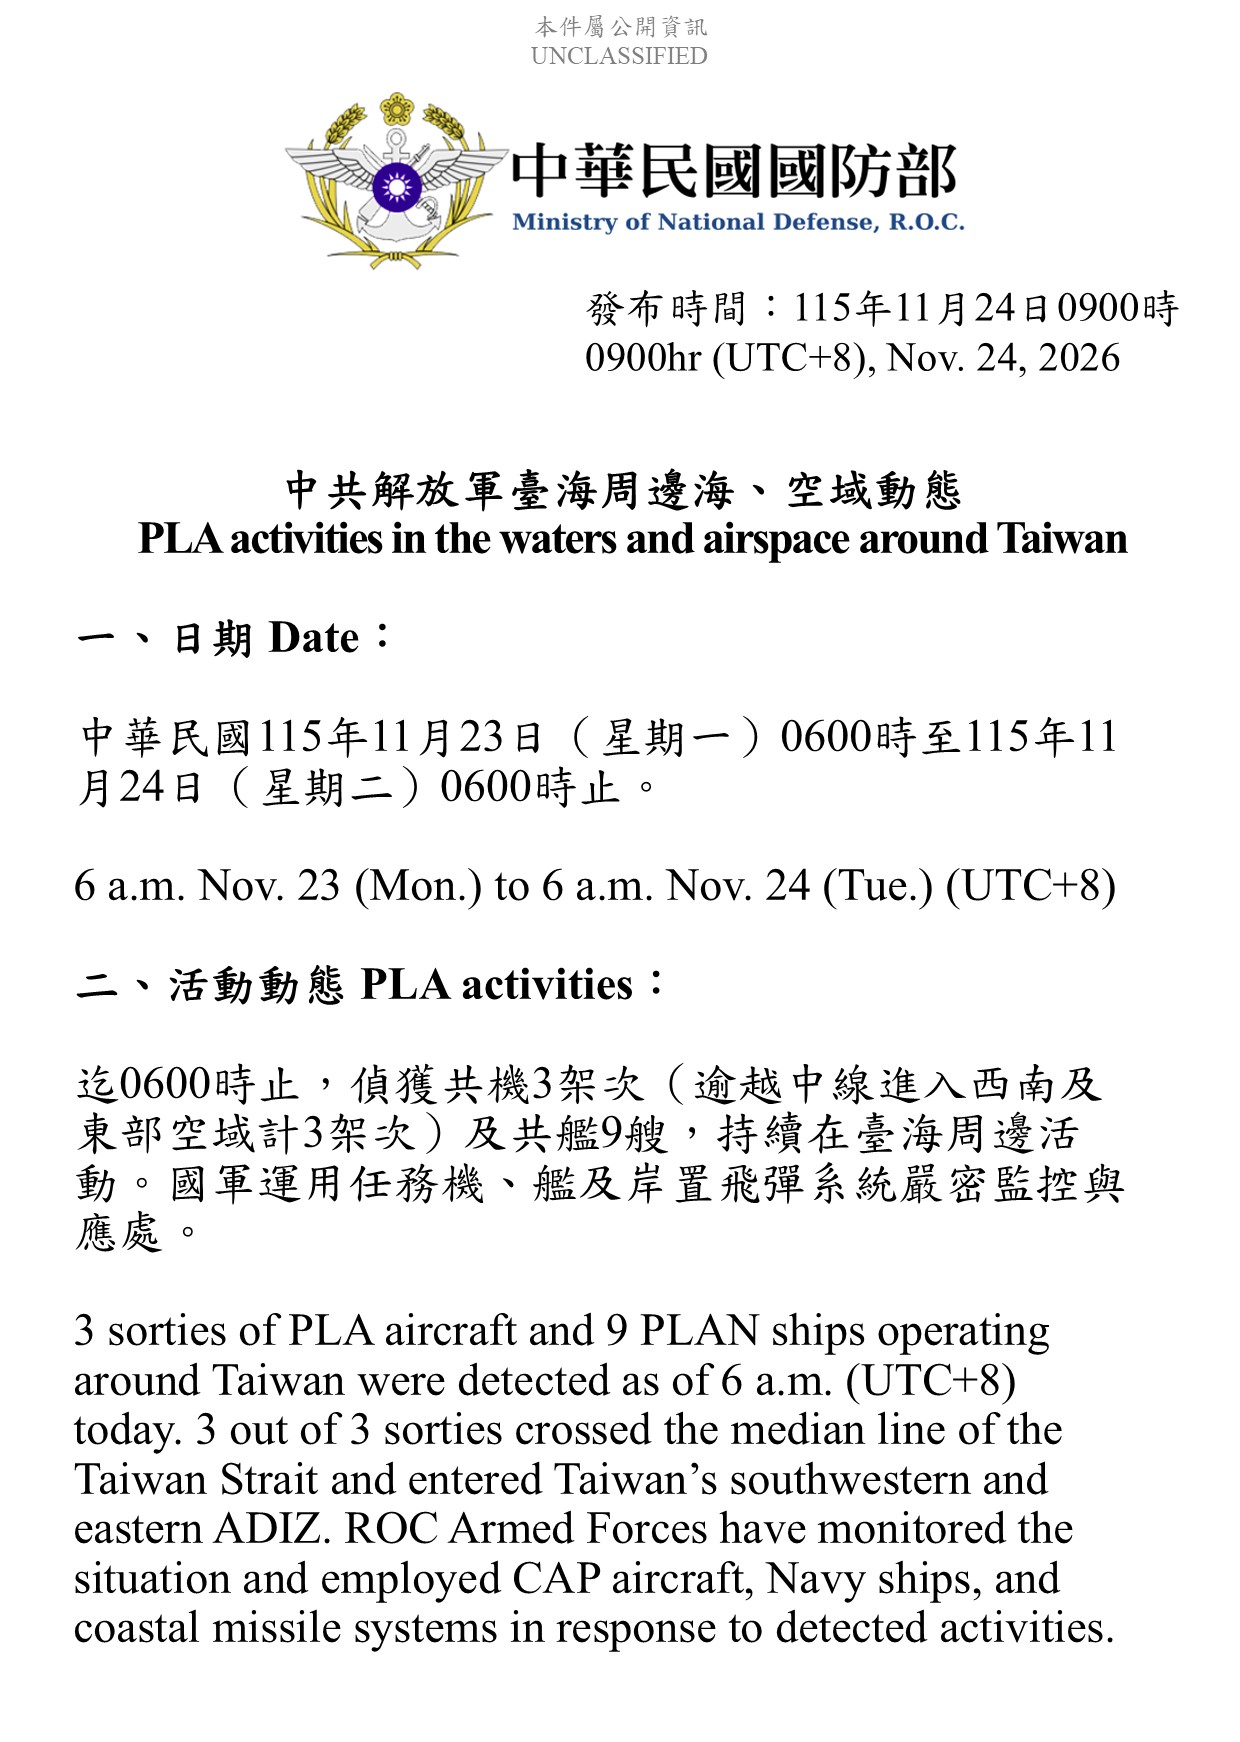 本件屬公開資訊
UNCLASSIFIED
中華民國國防部
Ministry of National Defense, R.O.C.
發布時間：115年11月24日0900時
0900hr (UTC+8), Nov. 24, 2026
中共解放軍臺海周邊海、空域動態
PLA activities in the waters and airspace around Taiwan
一、日期 Date：
中華民國115年11月23日（星期一）0600時至115年11
月24日（星期二）0600時止。
6 a.m. Nov. 23 (Mon.) to 6 a.m. Nov. 24 (Tue.) (UTC+8)
二、活動動態 PLA activities：
迄0600時止，偵獲共機3架次（逾越中線進入西南及
東部空域計3架次）及共艦9艘，持續在臺海周邊活
動。國軍運用任務機、艦及岸置飛彈系統嚴密監控與
應處。
3 sorties of PLA aircraft and 9 PLAN ships operating
around Taiwan were detected as of 6 a.m. (UTC+8)
today. 3 out of 3 sorties crossed the median line of the
Taiwan Strait and entered Taiwan’s southwestern and
eastern ADIZ. ROC Armed Forces have monitored the
situation and employed CAP aircraft, Navy ships, and
coastal missile systems in response to detected activities.